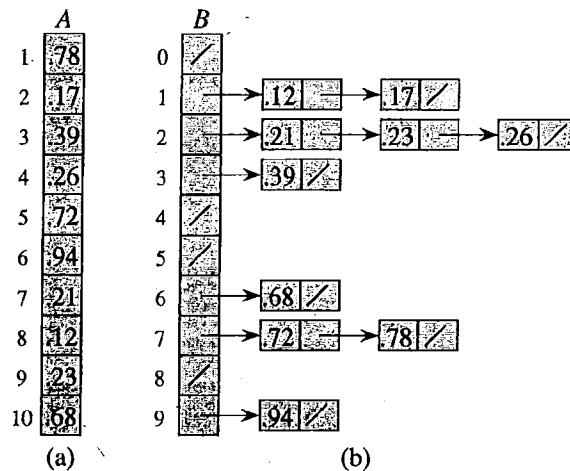 A B
1 .78 0 /
2 .17 1 .12 .17 /
3 .39 2 .21 .23 .26 /
4 .26 3 .39 /
5 .72 4 /
6 .94 5 /
7 .21 6 .68 /
8 .12 7 .72 .78 /
9 .23 8 /
10 .68 9 .94 /
(a) (b)